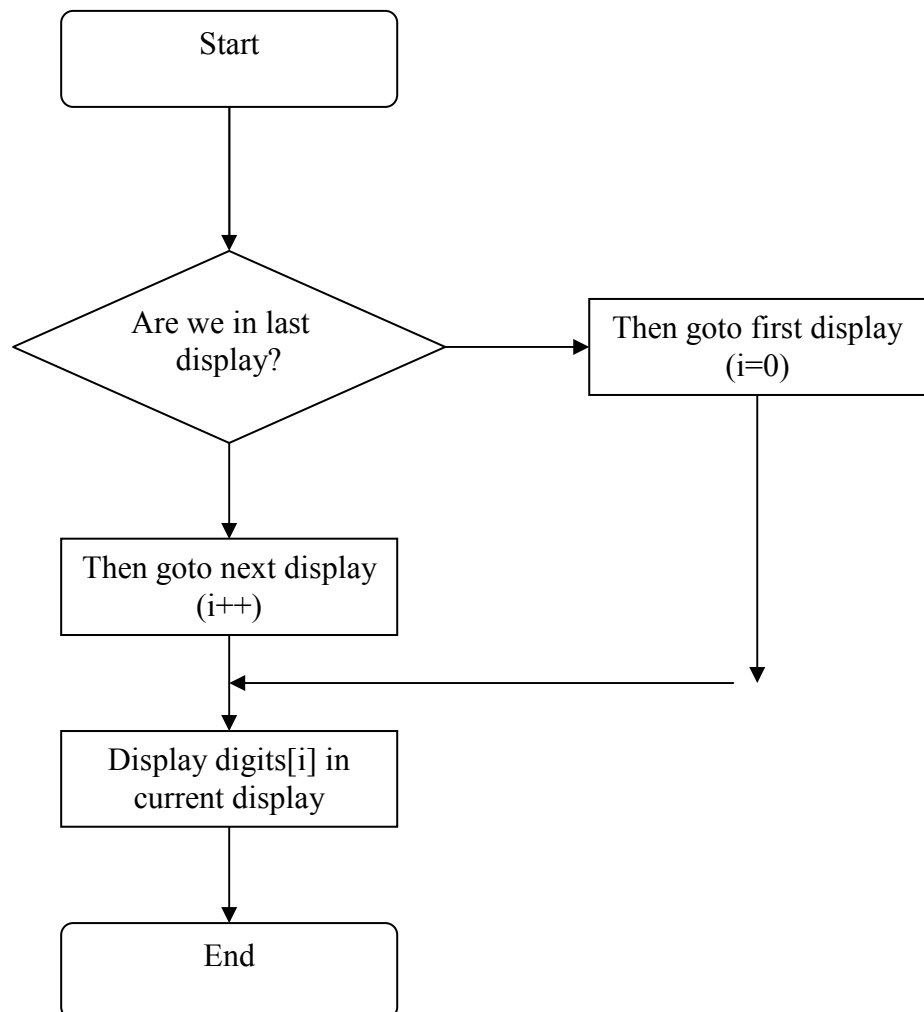 Start
Are we in last
display?
Then goto first display
(i=0)
Then goto next display
(i++)
Display digits[i] in
current display
End